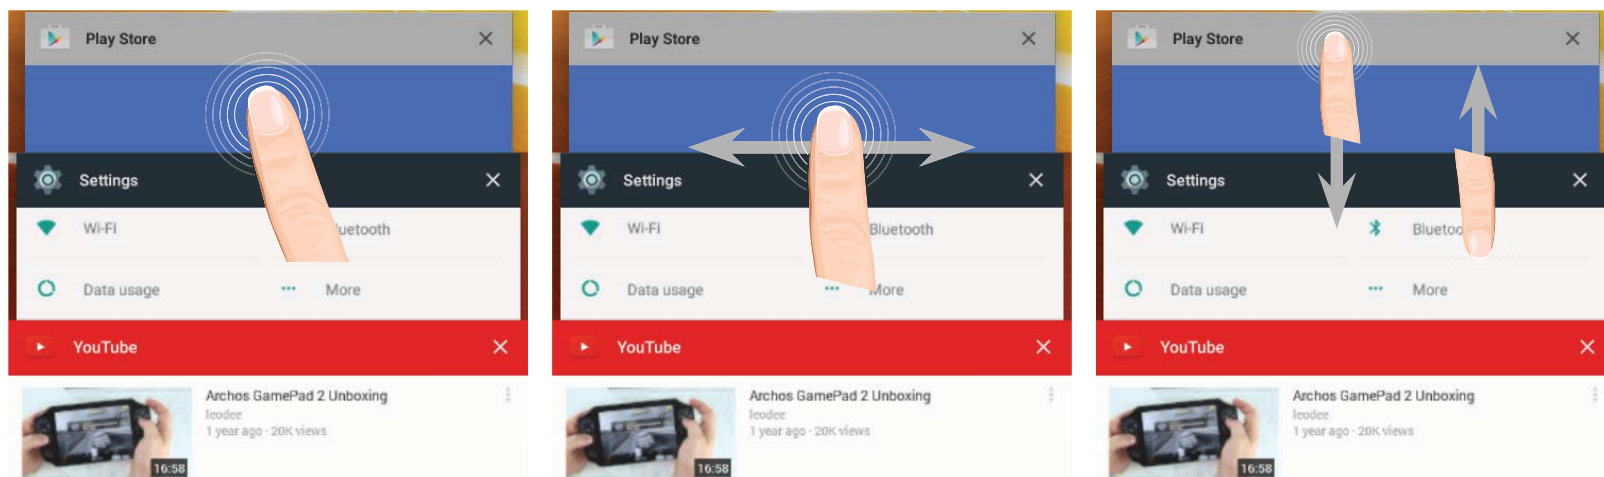 Play Store
Settings
Wi-Fi
uetooth
Data usage
More
YouTube
Archos GamePad 2 Unboxing
leodee
1 year ago · 20K views
16:58
Play Store
Settings
Wi-Fi
Bluetooth
Data usage
More
YouTube
Archos GamePad 2 Unboxing
leodee
1 year ago · 20K views
16:58
Play Store
Settings
Wi-Fi
Bluetoo
Data usage
More
YouTube
Archos GamePad 2 Unboxing
leodee
1 year ago · 20K views
16:58